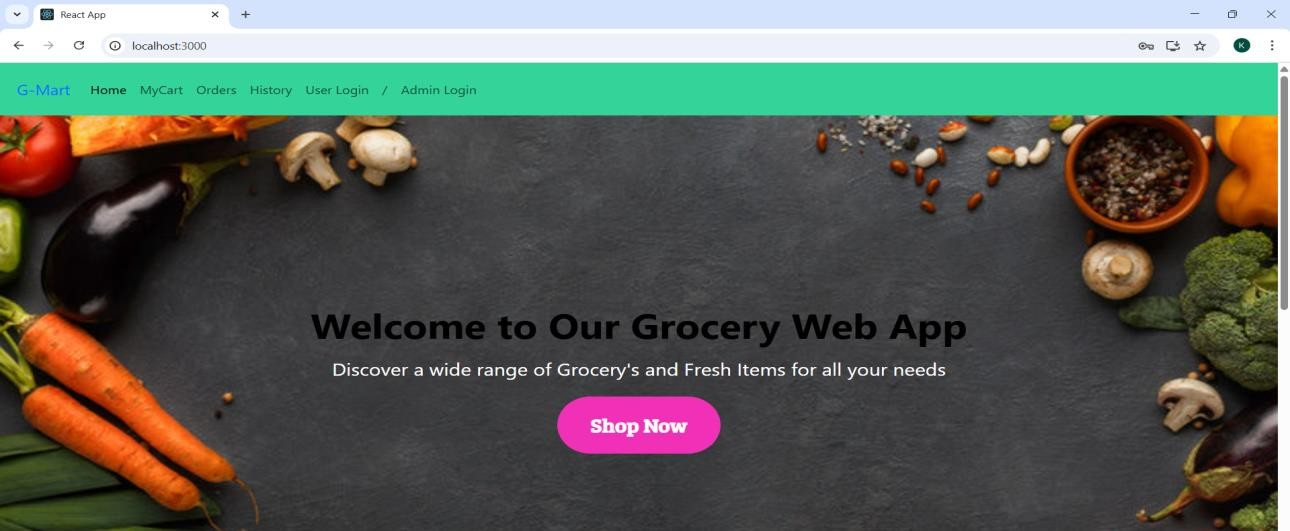 React App
localhost:3000
K
G-Mart Home MyCart Orders History User Login / Admin Login
Welcome to Our Grocery Web App
Discover a wide range of Grocery's and Fresh Items for all your needs
Shop Now